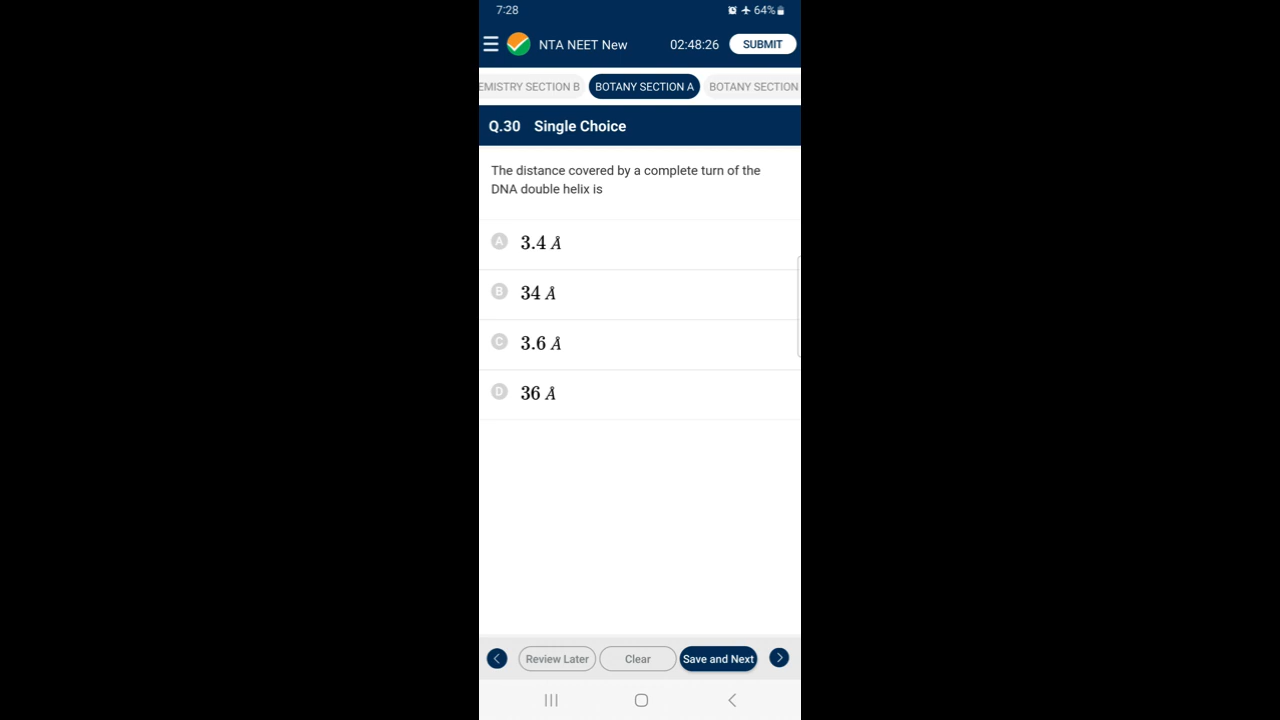 7:28 64%
NTA NEET New 02:48:26 SUBMIT
EMISTRY SECTION B BOTANY SECTION A BOTANY SECTION
Q.30 Single Choice
The distance covered by a complete turn of the
DNA double helix is
A 3.4 Å
B 34 Å
C 3.6 Å
D 36 Å
Review Later Clear Save and Next